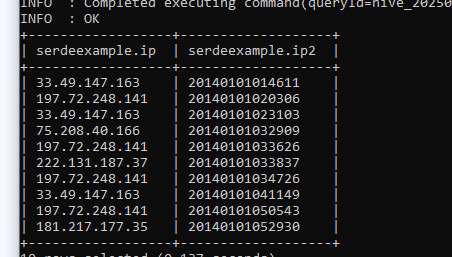 INFO : Completed executing command(queryId=hive_20250
INFO : OK
+--------------------+--------------------+
| serdeexample.ip | serdeexample.ip2 |
+--------------------+--------------------+
| 33.49.147.163 | 20140101014611 |
| 197.72.248.141 | 20140101020306 |
| 33.49.147.163 | 20140101023103 |
| 75.208.40.166 | 20140101032909 |
| 197.72.248.141 | 20140101033626 |
| 222.131.187.37 | 20140101033837 |
| 197.72.248.141 | 20140101034726 |
| 33.49.147.163 | 20140101041149 |
| 197.72.248.141 | 20140101050543 |
| 181.217.177.35 | 20140101052930 |
+--------------------+--------------------+
10 rows selected (0.137 seconds)